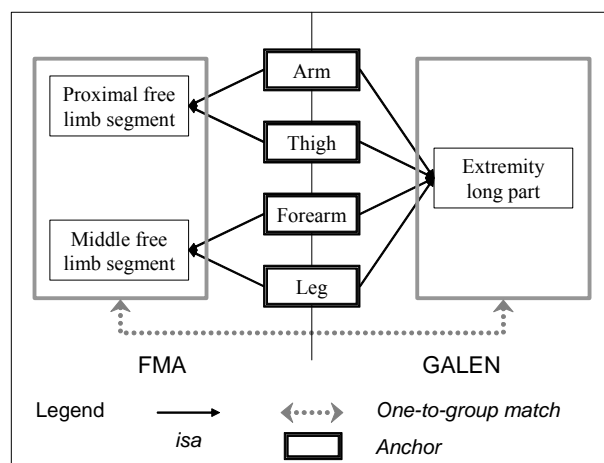 Arm
Proximal free
limb segment
Thigh
Extremity
long part
Forearm
Middle free
limb segment
Leg
FMA
GALEN
Legend
isa
One-to-group match
Anchor